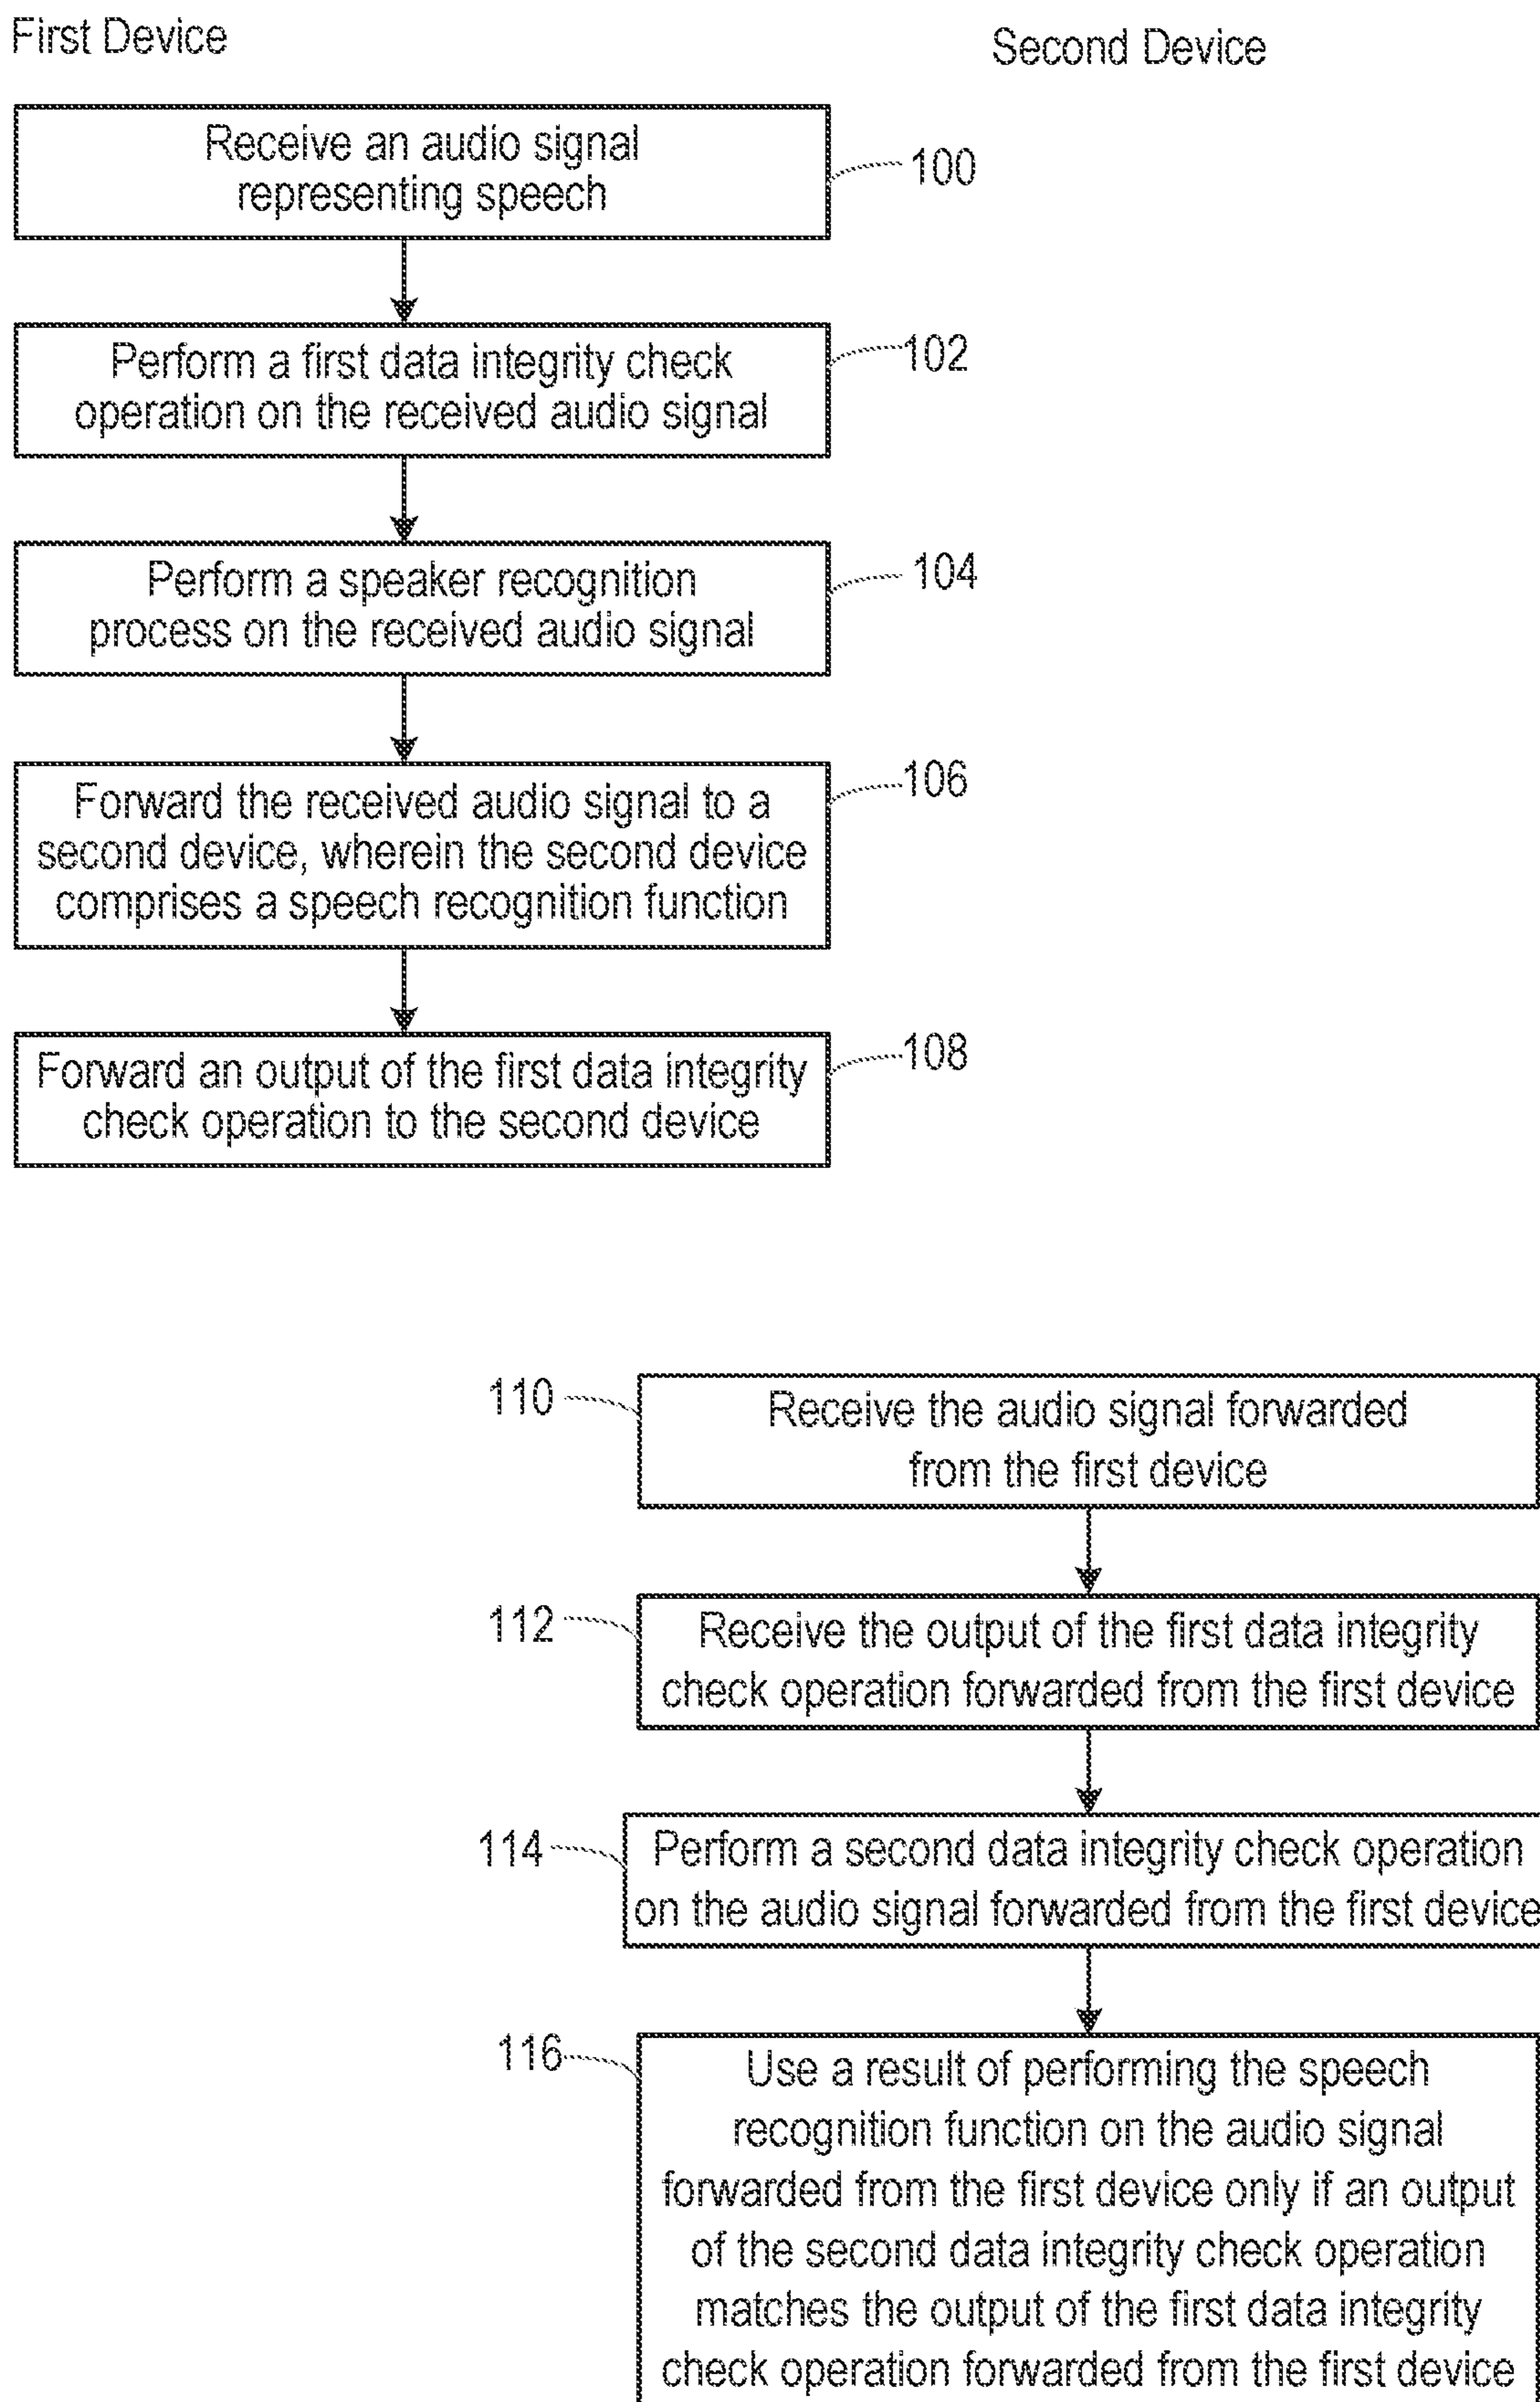 First Device
Second Device
Receive an audio signal
representing speech
100
Perform a first data integrity check
operation on the received audio signal
102
Perform a speaker recognition
process on the received audio signal
104
Forward the received audio signal to a
second device, wherein the second device
comprises a speech recognition function
106
Forward an output of the first data integrity
check operation to the second device
108
110
Receive the audio signal forwarded
from the first device
112
Receive the output of the first data integrity
check operation forwarded from the first device
114
Perform a second data integrity check operation
on the audio signal forwarded from the first device
116
Use a result of performing the speech
recognition function on the audio signal
forwarded from the first device only if an output
of the second data integrity check operation
matches the output of the first data integrity
check operation forwarded from the first device